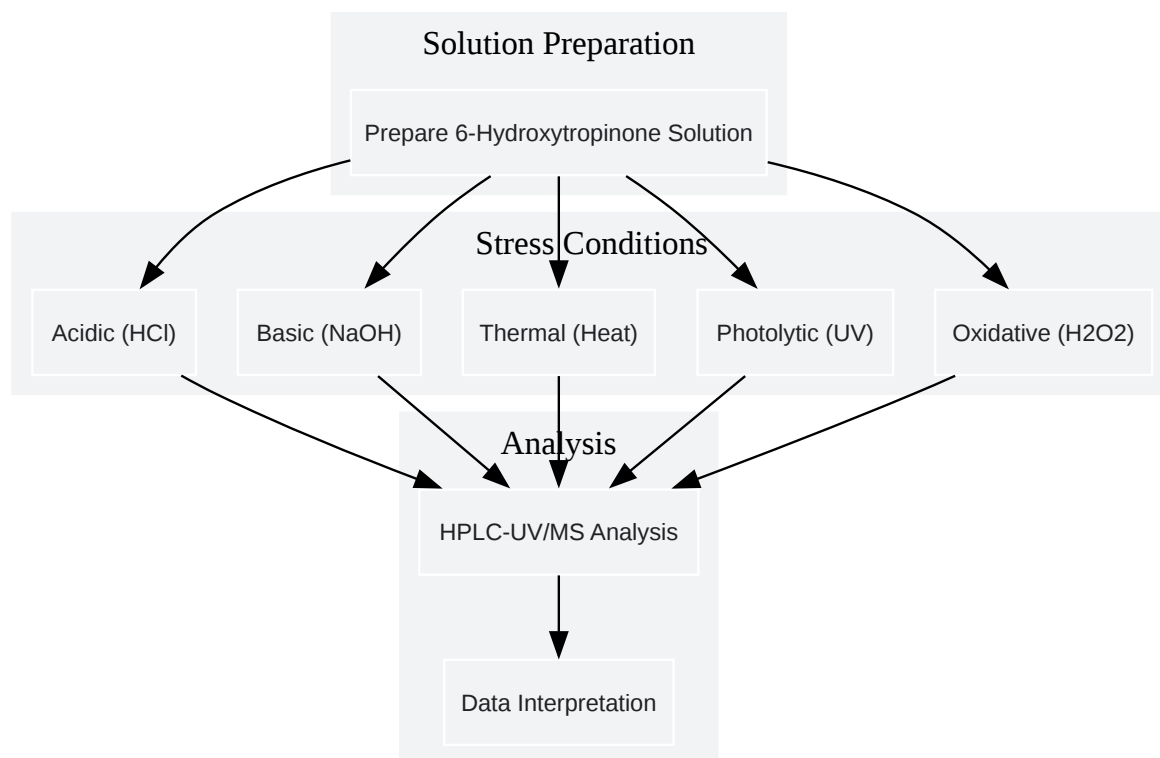 Solution Preparation
Prepare 6-Hydroxytropinone Solution
Stress Conditions
Acidic (HCl)
Basic (NaOH)
Thermal (Heat)
Photolytic (UV)
Oxidative (H2O2)
Analysis
HPLC-UV/MS Analysis
Data Interpretation